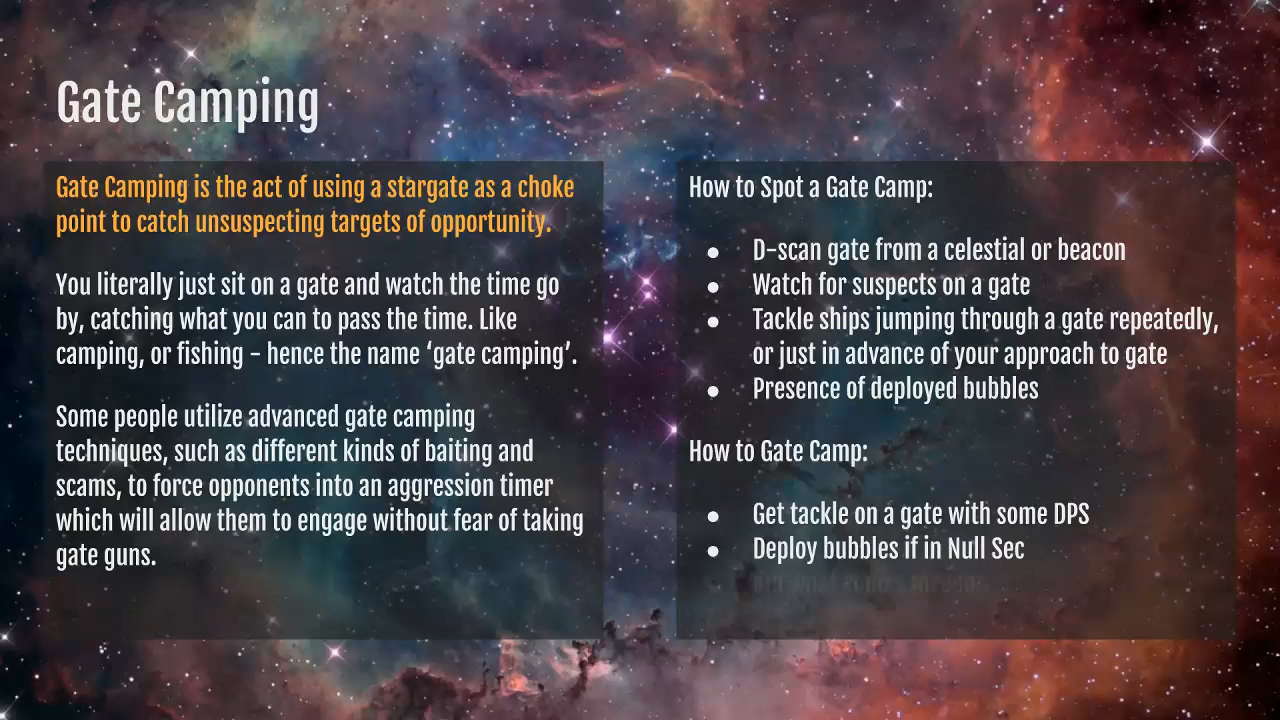 Gate Camping
Gate Camping is the act of using a stargate as a choke
point to catch unsuspecting targets of opportunity.
You literally just sit on a gate and watch the time go
by, catching what you can to pass the time. Like
camping, or fishing – hence the name ‘gate camping’.
Some people utilize advanced gate camping
techniques, such as different kinds of baiting and
scams, to force opponents into an aggression timer
which will allow them to engage without fear of taking
gate guns.
How to Spot a Gate Camp:
● D-scan gate from a celestial or beacon
● Watch for suspects on a gate
● Tackle ships jumping through a gate repeatedly,
or just in advance of your approach to gate
● Presence of deployed bubbles
How to Gate Camp:
● Get tackle on a gate with some DPS
● Deploy bubbles if in Null Sec